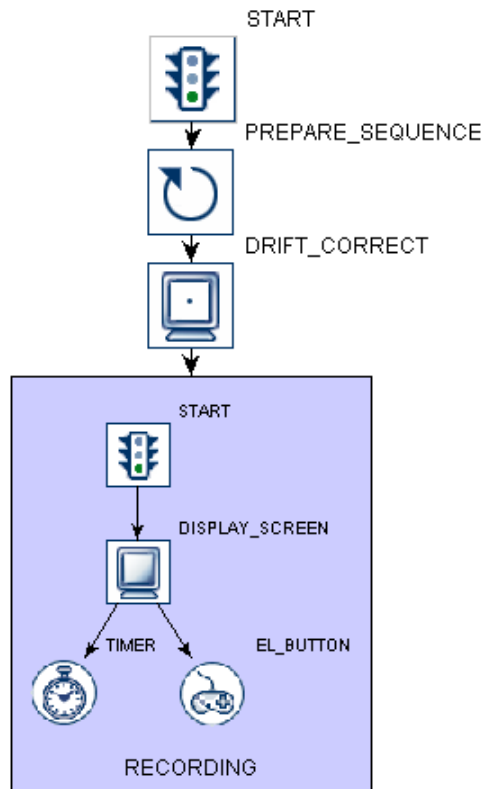 START
PREPARE_SEQUENCE
DRIFT_CORRECT
START
DISPLAY_SCREEN
TIMER EL_BUTTON
RECORDING